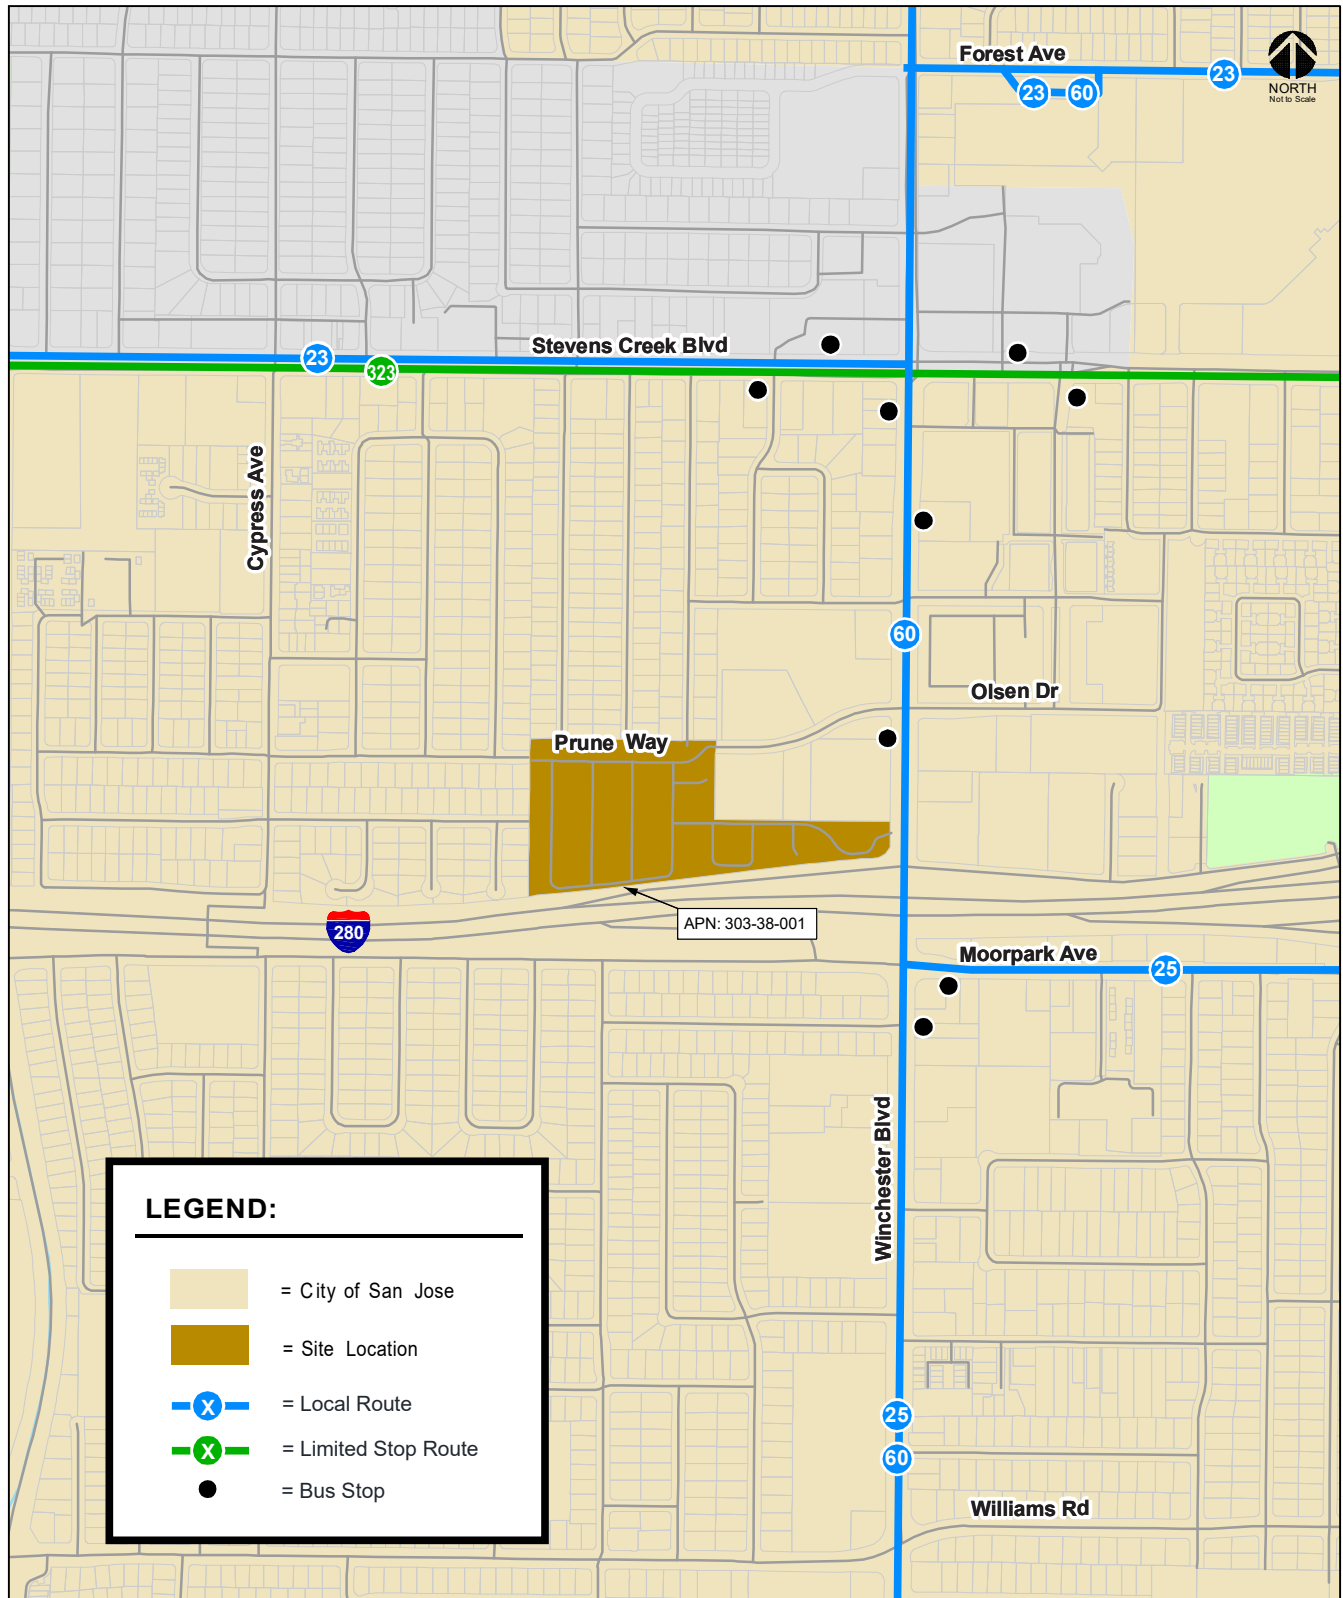 Forest Ave
23
60
23
NORTH
Not to Scale
Stevens Creek Blvd
23
323
Cypress Ave
60
Olsen Dr
Prune Way
APN: 303-38-001
280
Moorpark Ave
25
Winchester Blvd
LEGEND:
= City of San Jose
= Site Location
X = Local Route
X = Limited Stop Route
= Bus Stop
25
60
Williams Rd